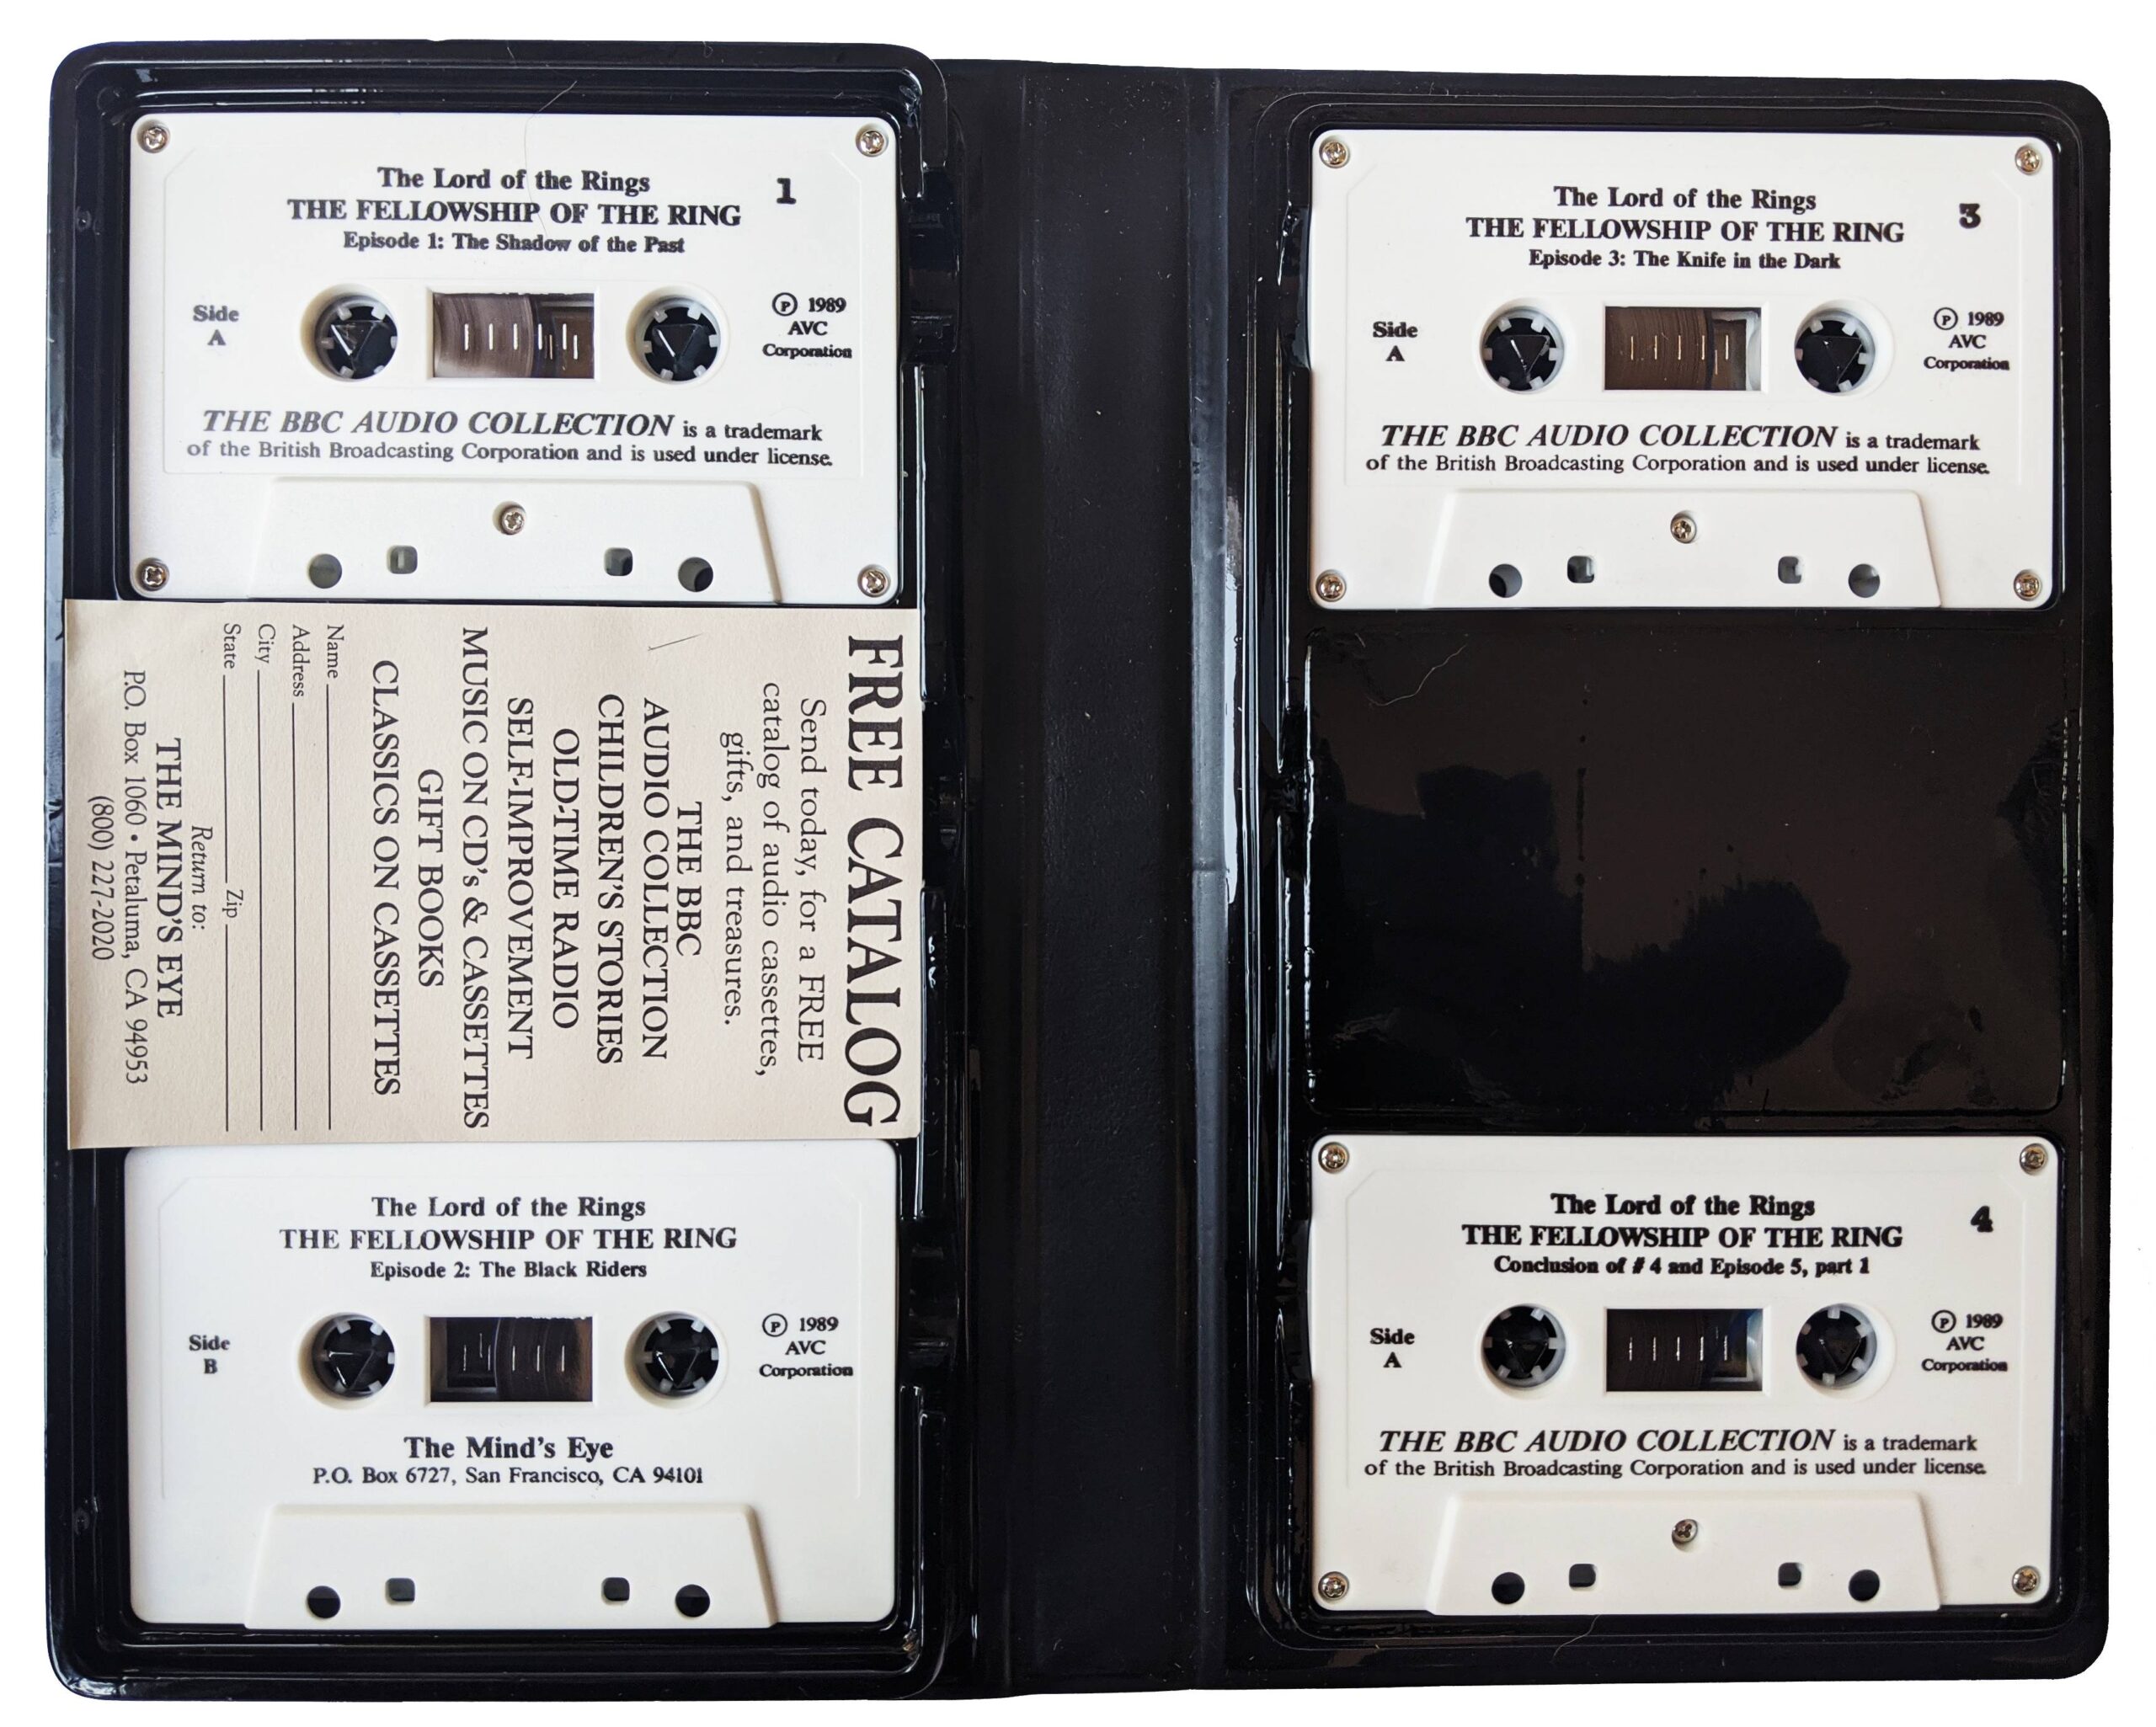 The Lord of the Rings
THE FELLOWSHIP OF THE RING
1
Episode 1: The Shadow of the Past
Side
A
Ⓟ 1989
AVC
Corporation
THE BBC AUDIO COLLECTION is a trademark
of the British Broadcasting Corporation and is used under license.
FREE CATALOG
Send today, for a FREE
catalog of audio cassettes,
gifts, and treasures.
THE BBC
AUDIO COLLECTION
CHILDREN'S STORIES
OLD-TIME RADIO
SELF-IMPROVEMENT
MUSIC ON CD's & CASSETTES
GIFT BOOKS
CLASSICS ON CASSETTES
Name
Address
City
State Zip
Return to:
THE MIND'S EYE
P.O. Box 1060 • Petaluma, CA 94953
(800) 227-2020
The Lord of the Rings
THE FELLOWSHIP OF THE RING
Episode 2: The Black Riders
Side
B
Ⓟ 1989
AVC
Corporation
The Mind's Eye
P.O. Box 6727, San Francisco, CA 94101
The Lord of the Rings
THE FELLOWSHIP OF THE RING
3
Episode 3: The Knife in the Dark
Side
A
Ⓟ 1989
AVC
Corporation
THE BBC AUDIO COLLECTION is a trademark
of the British Broadcasting Corporation and is used under license.
The Lord of the Rings
THE FELLOWSHIP OF THE RING
4
Conclusion of # 4 and Episode 5, part 1
Side
A
Ⓟ 1989
AVC
Corporation
THE BBC AUDIO COLLECTION is a trademark
of the British Broadcasting Corporation and is used under license.